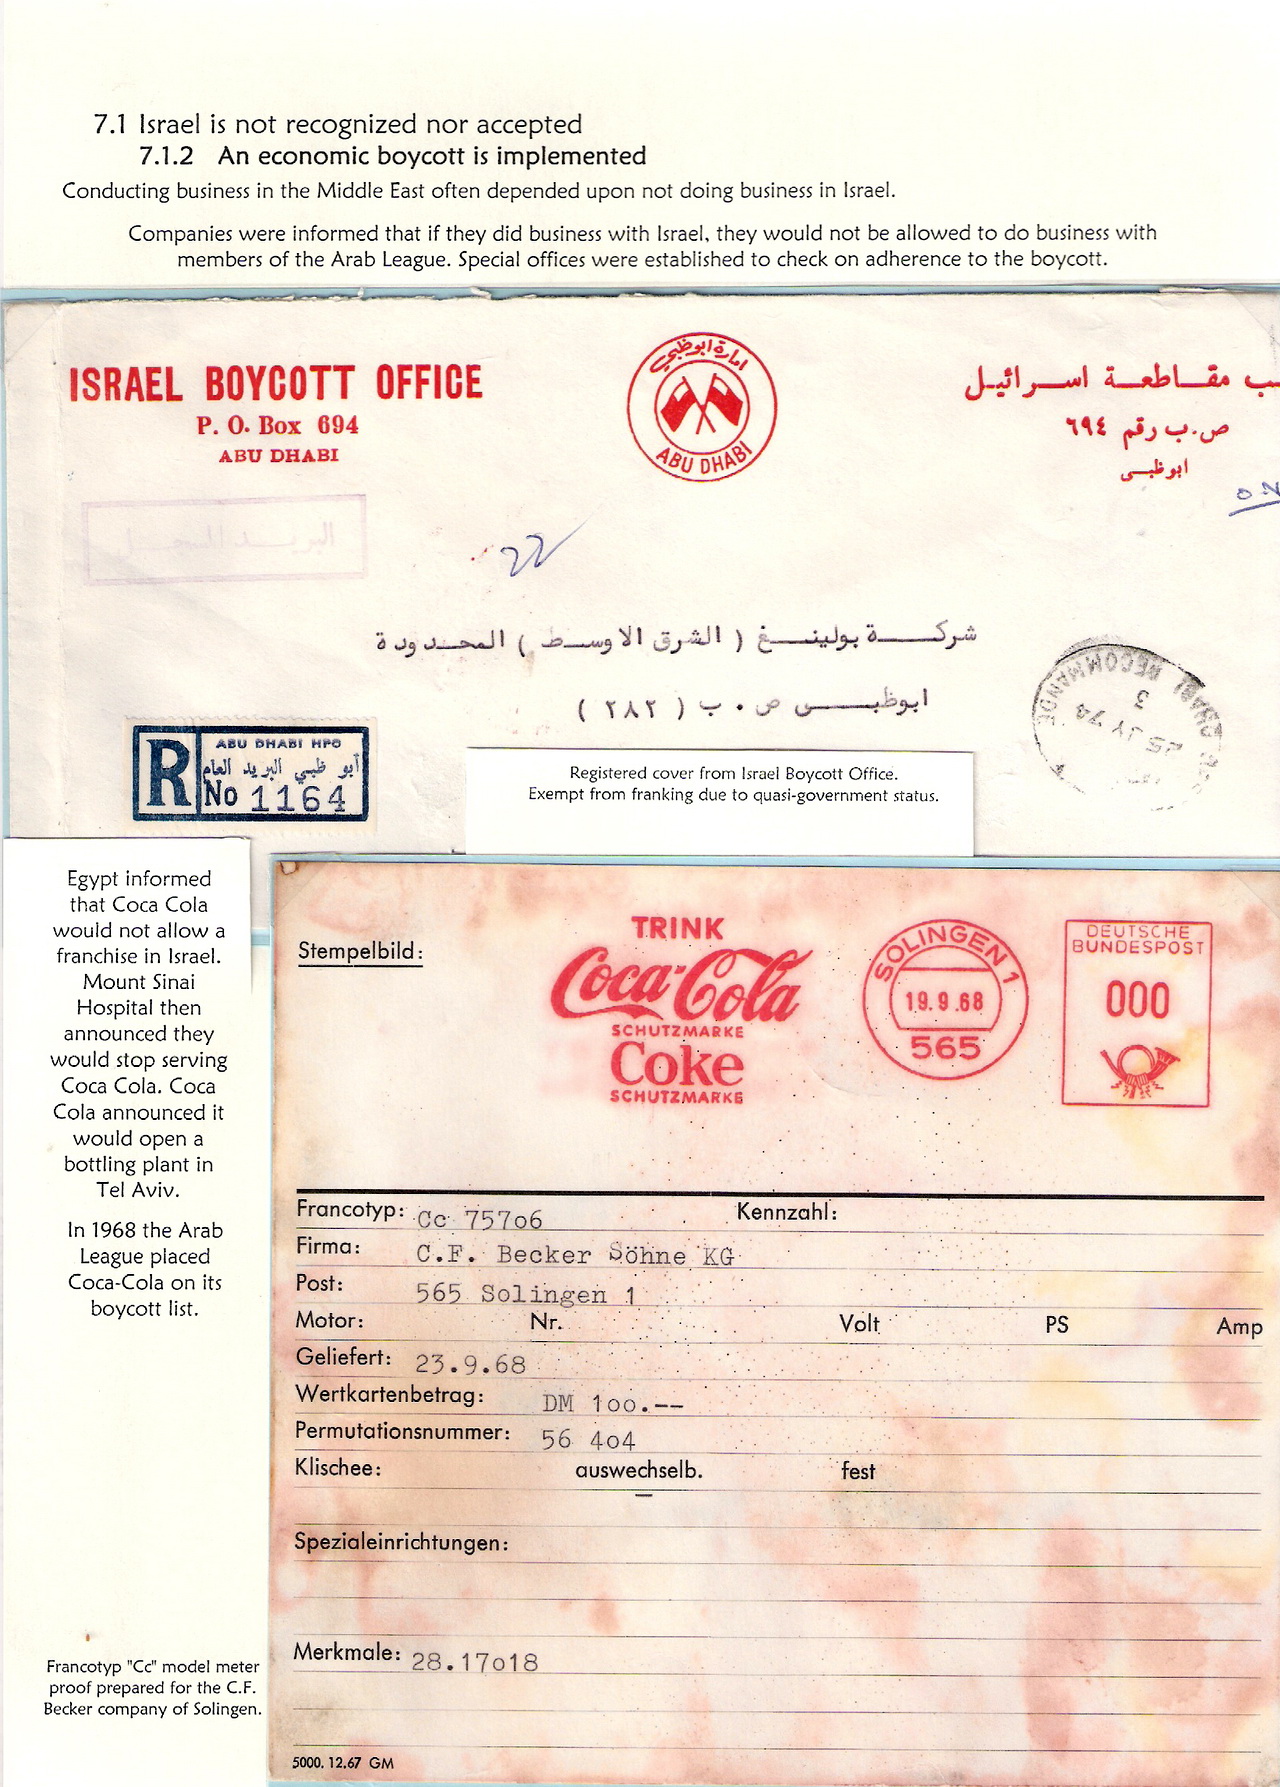 7.1 Israel is not recognized nor accepted
7.1.2 An economic boycott is implemented
Conducting business in the Middle East often depended upon not doing business in Israel.
Companies were informed that if they did business with Israel, they would not be allowed to do business with
members of the Arab League. Special offices were established to check on adherence to the boycott.
ISRAEL BOYCOTT OFFICE
P. O. Box 694
ABU DHABI
امارة ابوظبي
ABU DHABI
مقاطعة اسرائيل
ص.ب رقم ٦٩٤
ابوظبى
البريد المسجل
22
شركة بولينغ ( الشرق الاوسط ) المحدودة
ابوظبى ص . ب ( ٢٨٢ )
DHABI RECOMMANDE
3
25 JY 74
R
ABU DHABI HPO
أبو ظبي البريد العام
No 1164
Registered cover from Israel Boycott Office.
Exempt from franking due to quasi-government status.
Egypt informed
that Coca Cola
would not allow a
franchise in Israel.
Mount Sinai
Hospital then
announced they
would stop serving
Coca Cola. Coca
Cola announced it
would open a
bottling plant in
Tel Aviv.
In 1968 the Arab
League placed
Coca-Cola on its
boycott list.
Francotyp "Cc" model meter
proof prepared for the C.F.
Becker company of Solingen.
Stempelbild:
TRINK
Coca-Cola
SCHUTZMARKE
Coke
SCHUTZMARKE
SOLINGEN 1
19.9.68
565
DEUTSCHE
BUNDESPOST
000
Francotyp: Cc 75706 Kennzahl:
Firma: C.F. Becker Söhne KG
Post: 565 Solingen 1
Motor: Nr. Volt PS Amp
Geliefert: 23.9.68
Wertkartenbetrag: DM 100.--
Permutationsnummer: 56 404
Klischee: auswechselb. fest
Spezialeinrichtungen:
Merkmale: 28.17018
5000. 12.67 GM